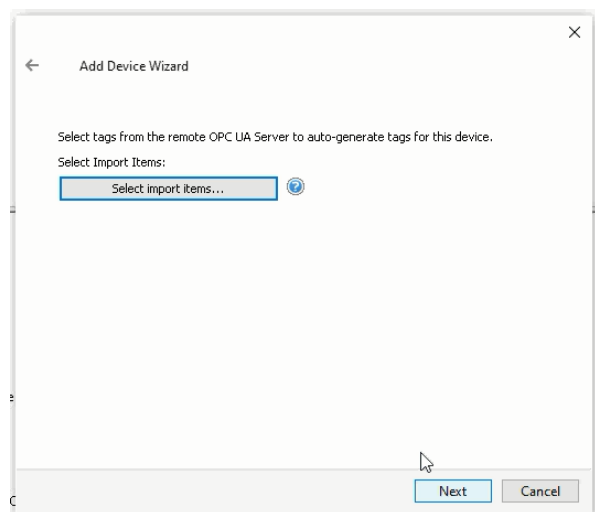 Add Device Wizard
Select tags from the remote OPC UA Server to auto-generate tags for this device.
Select Import Items:
Select import items...
Next Cancel